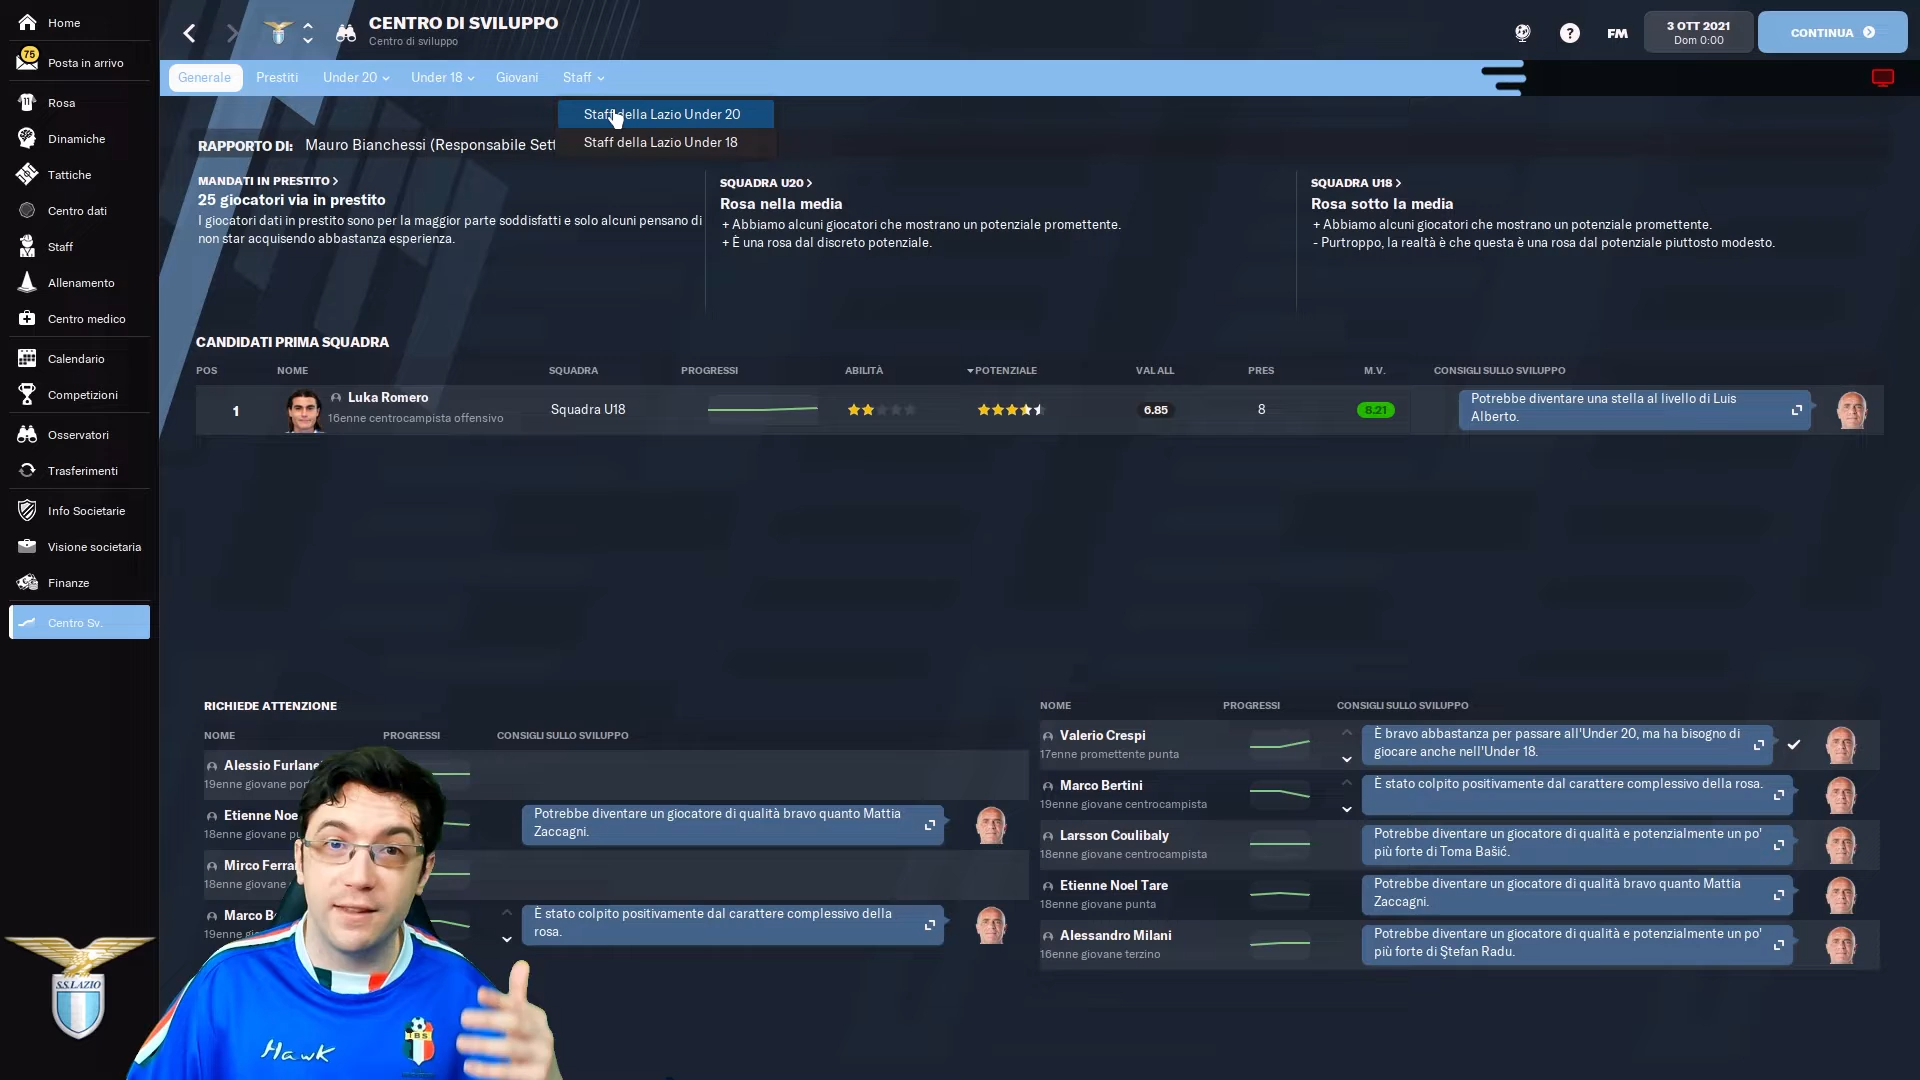 Home
75
Posta in arrivo
Rosa
Dinamiche
Tattiche
Centro dati
Staff
Allenamento
Centro medico
Calendario
Competizioni
Osservatori
Trasferimenti
Info Societarie
Visione societaria
Finanze
Centro Sv.
CENTRO DI SVILUPPO
Centro di sviluppo
FM
3 OTT 2021
Dom 0:00
CONTINUA
Generale Prestiti Under 20 Under 18 Giovani Staff
Staff della Lazio Under 20
Staff della Lazio Under 18
RAPPORTO DI: Mauro Bianchessi (Responsabile
MANDATI IN PRESTITO >
25 giocatori via in prestito
I giocatori dati in prestito sono per la maggior parte soddisfatti e solo alcuni pensano di
non star acquisendo abbastanza esperienza.
SQUADRA U20 >
Rosa nella media
+ Abbiamo alcuni giocatori che mostrano un potenziale promettente.
+ È una rosa dal discreto potenziale.
SQUADRA U18 >
Rosa sotto la media
+ Abbiamo alcuni giocatori che mostrano un potenziale promettente.
- Purtroppo, la realtà è che questa è una rosa dal potenziale piuttosto modesto.
CANDIDATI PRIMA SQUADRA
POS NOME SQUADRA PROGRESSI ABILITÀ POTENZIALE VAL ALL PRES M.V. CONSIGLI SULLO SVILUPPO
1 Luka Romero
16enne centrocampista offensivo
Squadra U18
6.85 8 8.21
Potrebbe diventare una stella al livello di Luis
Alberto.
RICHIEDE ATTENZIONE
NOME PROGRESSI CONSIGLI SULLO SVILUPPO
Alessio
19enne giovane
Etienne
18enne giovane
Potrebbe diventare un giocatore di qualità bravo quanto Mattia
Zaccagni.
Mirco
18enne giovane
Marco
È stato colpito positivamente dal carattere complessivo della
rosa.
NOME PROGRESSI CONSIGLI SULLO SVILUPPO
Valerio Crespi
17enne promettente punta
È bravo abbastanza per passare all'Under 20, ma ha bisogno di
giocare anche nell'Under 18.
Marco Bertini
19enne giovane centrocampista
È stato colpito positivamente dal carattere complessivo della rosa.
Larsson Coulibaly
18enne giovane centrocampista
Potrebbe diventare un giocatore di qualità e potenzialmente un po'
più forte di Toma Bašić.
Etienne Noel Tare
18enne giovane punta
Potrebbe diventare un giocatore di qualità bravo quanto Mattia
Zaccagni.
Alessandro Milani
16enne giovane terzino
Potrebbe diventare un giocatore di qualità e potenzialmente un po'
più forte di Ştefan Radu.
S.S.LAZIO
Hawk